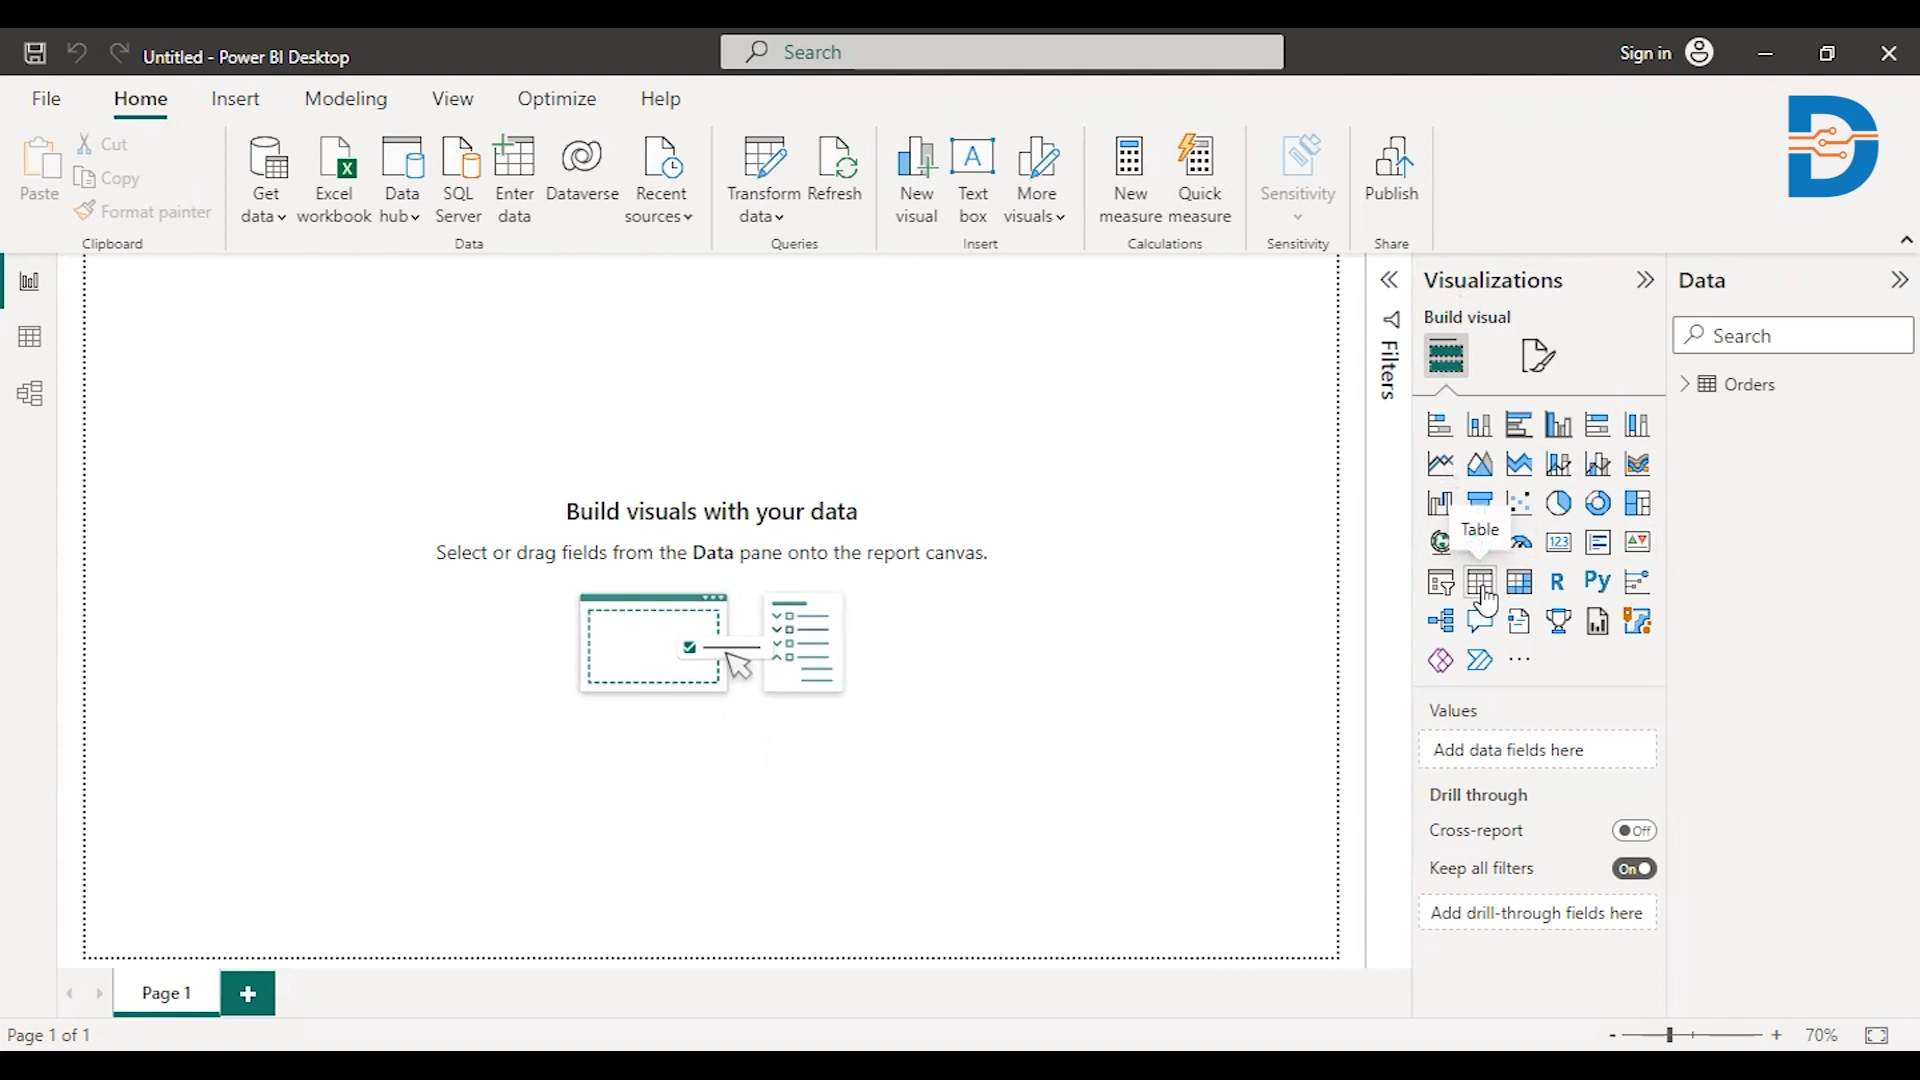 Untitled - Power BI Desktop
Search
Sign in
File
Home
Insert
Modeling
View
Optimize
Help
Paste
Cut
Copy
Format painter
Clipboard
Get
data
Excel
workbook
Data
hub
SQL
Server
Enter
data
Dataverse
Recent
sources
Data
Transform
data
Refresh
Queries
New
visual
Text
box
More
visuals
Insert
New
measure
Quick
measure
Calculations
Sensitivity
Sensitivity
Publish
Share
Build visuals with your data
Select or drag fields from the Data pane onto the report canvas.
Filters
Visualizations
Build visual
123
Table
R
Py
Values
Add data fields here
Drill through
Cross-report
Off
Keep all filters
On
Add drill-through fields here
Data
Search
Orders
Page 1
Page 1 of 1
- + 70%